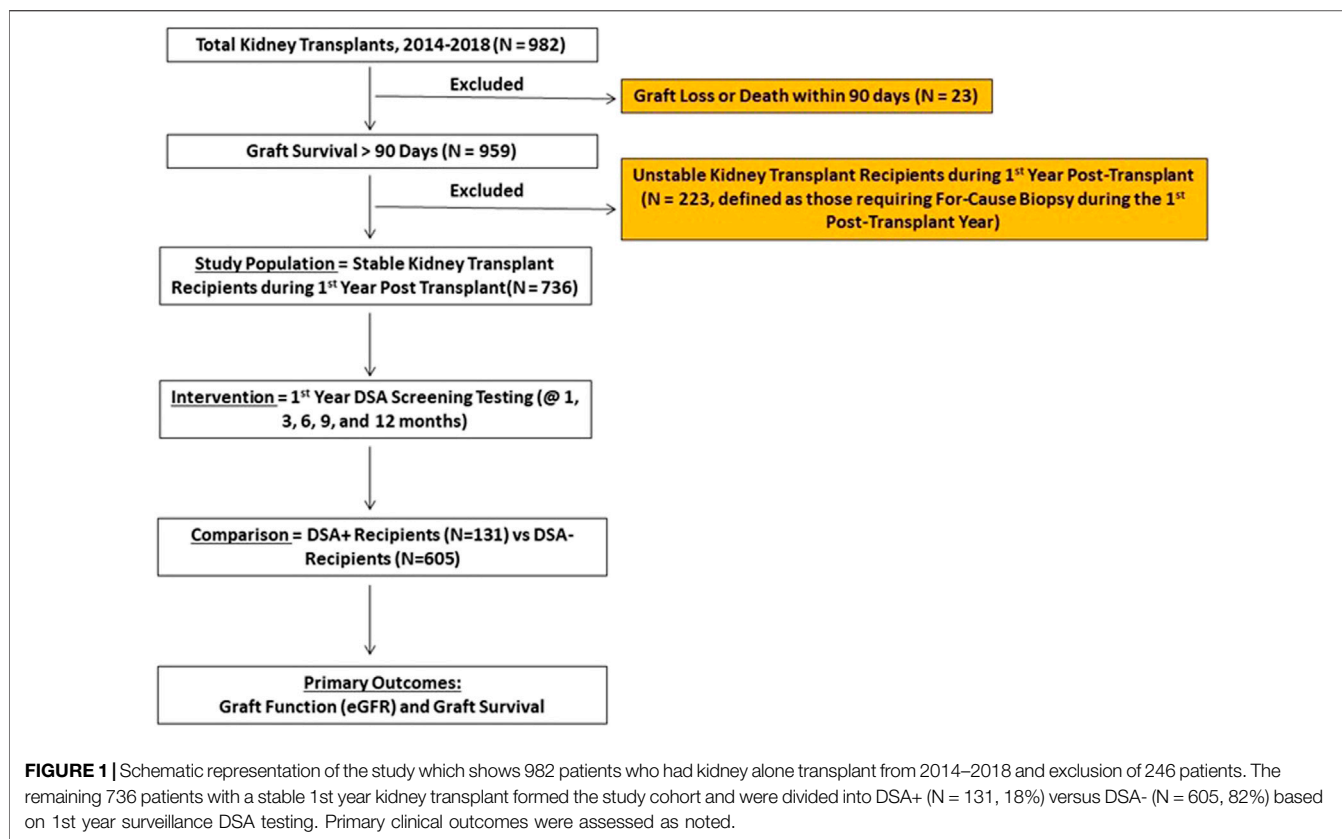 Total Kidney Transplants, 2014-2018 (N = 982)
Excluded
Graft Loss or Death within 90 days (N = 23)
Graft Survival > 90 Days (N = 959)
Excluded
Unstable Kidney Transplant Recipients during 1st Year Post-Transplant
(N = 223, defined as those requiring For-Cause Biopsy during the 1st
Post-Transplant Year)
Study Population = Stable Kidney Transplant
Recipients during 1st Year Post Transplant (N = 736)
Intervention = 1st Year DSA Screening Testing (@ 1,
3, 6, 9, and 12 months)
Comparison = DSA+ Recipients (N=131) vs DSA-
Recipients (N=605)
Primary Outcomes:
Graft Function (eGFR) and Graft Survival
FIGURE 1 | Schematic representation of the study which shows 982 patients who had kidney alone transplant from 2014–2018 and exclusion of 246 patients. The
remaining 736 patients with a stable 1st year kidney transplant formed the study cohort and were divided into DSA+ (N = 131, 18%) versus DSA- (N = 605, 82%) based
on 1st year surveillance DSA testing. Primary clinical outcomes were assessed as noted.